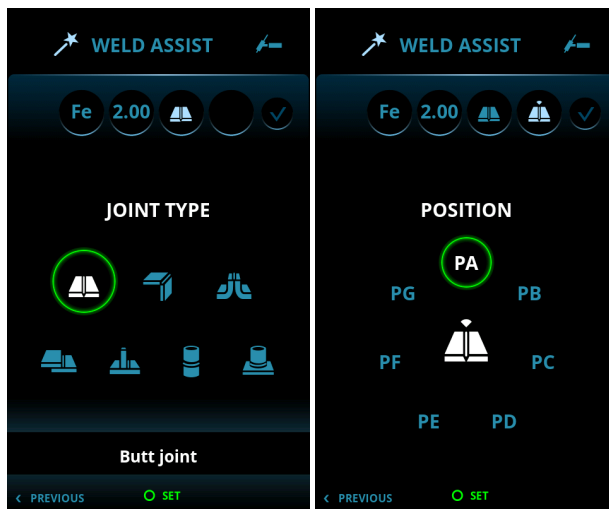 WELD ASSIST
Fe 2.00
JOINT TYPE
Butt joint
PREVIOUS SET
WELD ASSIST
Fe 2.00
POSITION
PA
PG PB
PF PC
PE PD
PREVIOUS SET